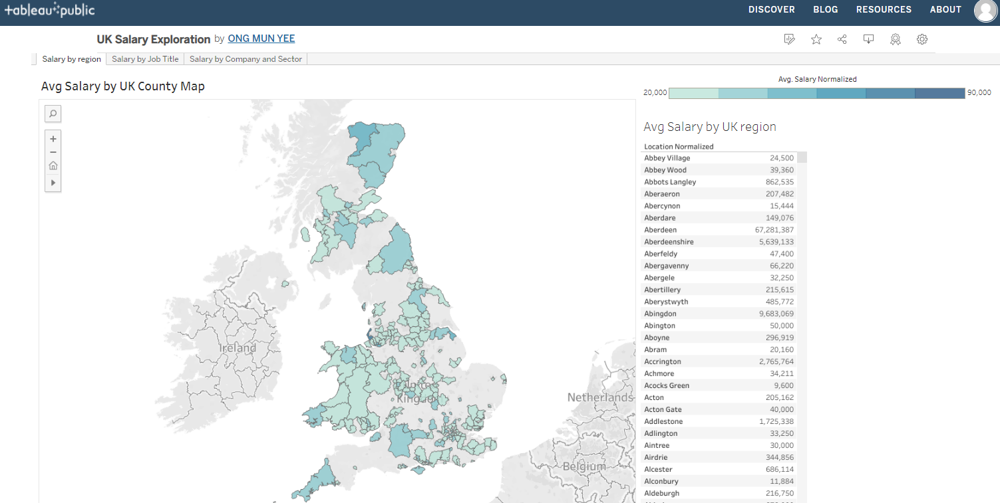 +ableau public
DISCOVER BLOG RESOURCES ABOUT
UK Salary Exploration by ONG MUN YEE
Salary by region Salary by Job Title Salary by Company and Sector
Avg Salary by UK County Map
Avg. Salary Normalized
20,000 90,000
Avg Salary by UK region
Location Normalized
Abbey Village 24,500
Abbey Wood 39,360
Abbots Langley 862,535
Aberaeron 207,482
Abercynon 15,444
Aberdare 149,076
Aberdeen 67,281,387
Aberdeenshire 5,639,133
Aberfeldy 47,400
Abergavenny 66,220
Abergele 32,250
Abertillery 215,615
Aberystwyth 485,772
Abingdon 9,683,069
Abington 50,000
Aboyne 296,919
Abram 20,160
Accrington 2,765,764
Achmore 34,211
Acocks Green 9,600
Acton 205,162
Acton Gate 40,000
Addlestone 1,725,338
Adlington 33,250
Aintree 30,000
Airdrie 344,856
Alcester 686,114
Alconbury 11,884
Aldeburgh 216,750
Ireland
Netherlands
Belgium